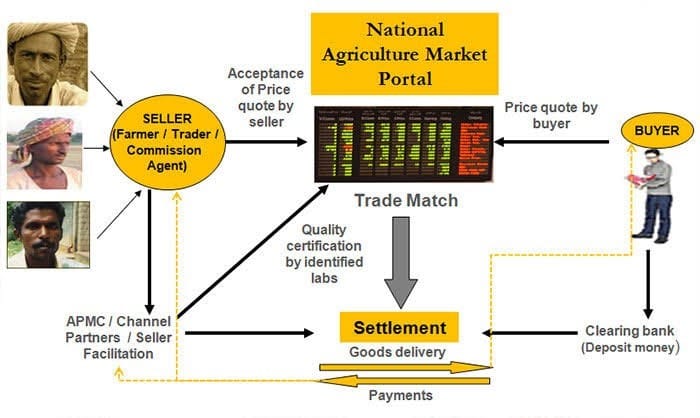 National
Agriculture Market
Portal
Acceptance
of Price
quote by
seller
SELLER
(Farmer / Trader /
Commission
Agent)
Price quote by
buyer
BUYER
Trade Match
Quality
certification
by identified
labs
APMC / Channel
Partners / Seller
Facilitation
Settlement
Clearing bank
(Deposit money)
Goods delivery
Payments